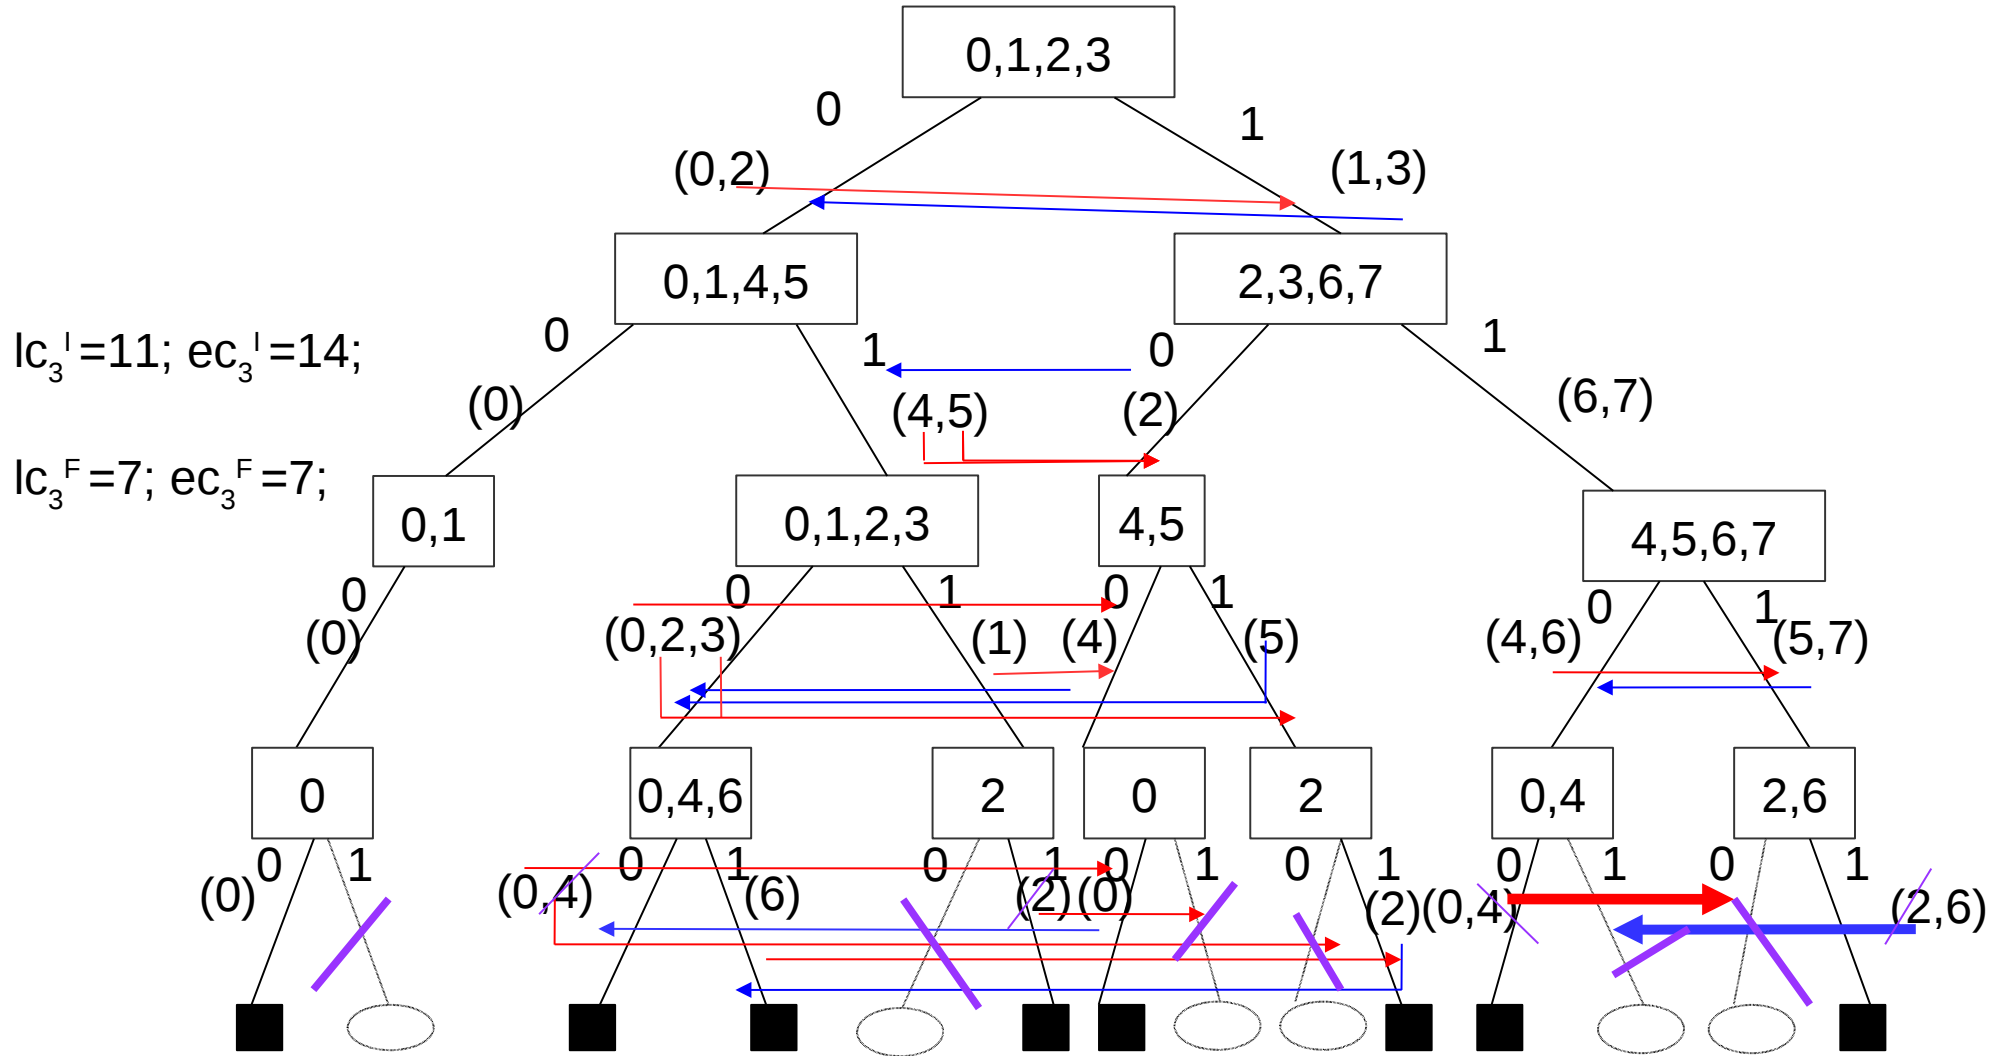 0,1,2,3
0 1
(0,2) (1,3)
0,1,4,5 2,3,6,7
lc₃ᴵ =11; ec₃ᴵ =14;
0 1 0 1
(0) (4,5) (2) (6,7)
lc₃ꟳ =7; ec₃ꟳ =7;
0,1 0,1,2,3 4,5 4,5,6,7
0 0 1 0 1 0 1
(0) (0,2,3) (1) (4) (5) (4,6) (5,7)
0 0,4,6 2 0 2 0,4 2,6
0 1 0 1 0 1 0 1 0 1 0 1 0 1
(0) (0,4) (6) (2) (0) (2) (0,4) (2,6)